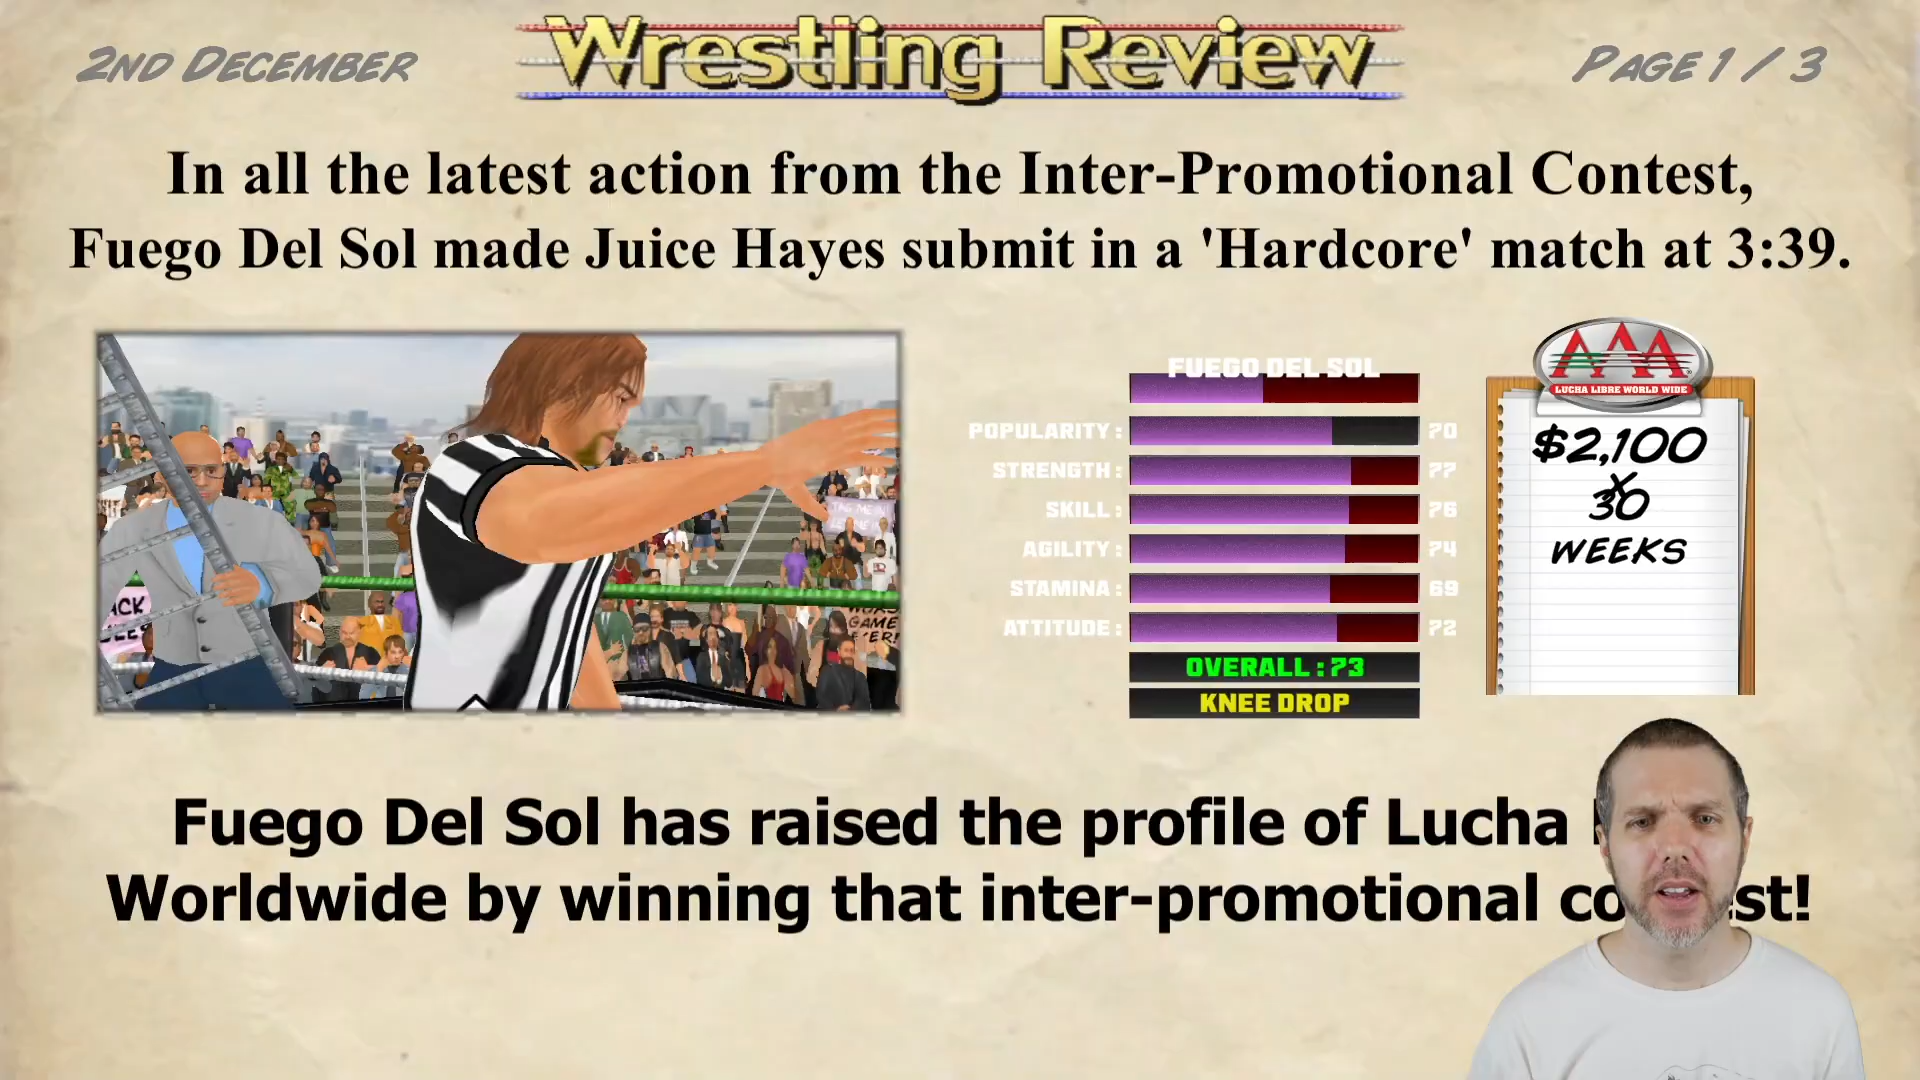 2ND DECEMBER
Wrestling Review
PAGE 1 / 3
In all the latest action from the Inter-Promotional Contest,
Fuego Del Sol made Juice Hayes submit in a 'Hardcore' match at 3:39.
FUEGO DEL SOL
POPULARITY : 70
STRENGTH : 77
SKILL : 76
AGILITY : 74
STAMINA : 69
ATTITUDE : 72
OVERALL : 73
KNEE DROP
AAA
LUCHA LIBRE WORLD WIDE
$2,100
X
30
WEEKS
GAME
Fuego Del Sol has raised the profile of Lucha
Worldwide by winning that inter-promotional co st!